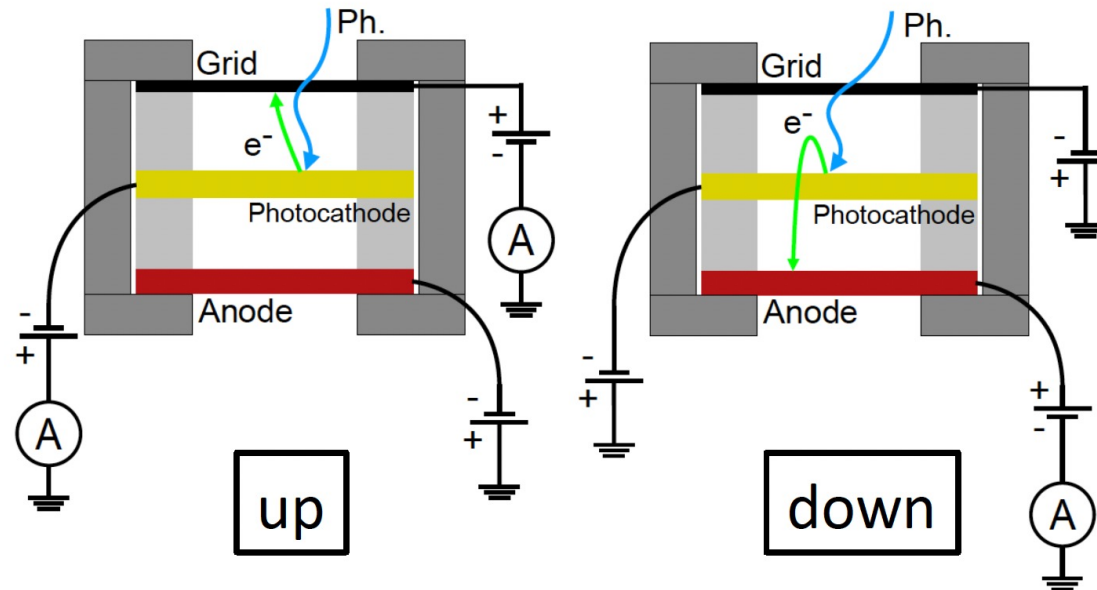 Ph.
Grid
+
-
e-
Photocathode
A
Anode
-
+
-
+
A
up
Ph.
Grid
e-
-
+
Photocathode
Anode
-
+
+
-
A
down